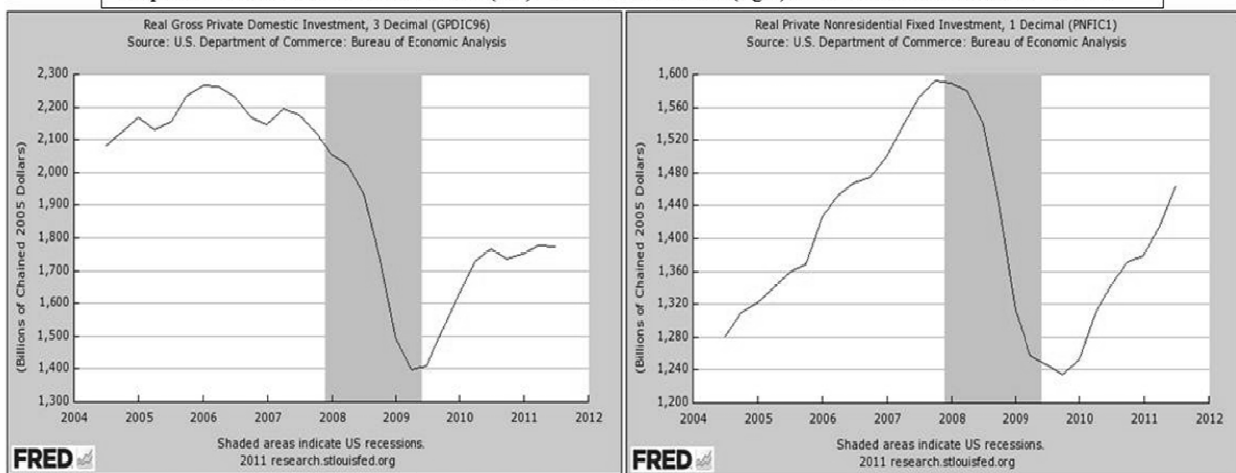 Real Gross Private Domestic Investment, 3 Decimal (GPDIC96)
Source: U.S. Department of Commerce: Bureau of Economic Analysis
(Billions of Chained 2005 Dollars)
2,300
2,200
2,100
2,000
1,900
1,800
1,700
1,600
1,500
1,400
1,300
2004 2005 2006 2007 2008 2009 2010 2011 2012
Shaded areas indicate US recessions.
2011 research.stlouisfed.org
FRED
Real Private Nonresidential Fixed Investment, 1 Decimal (PNFIC1)
Source: U.S. Department of Commerce: Bureau of Economic Analysis
(Billions of Chained 2005 Dollars)
1,600
1,560
1,520
1,480
1,440
1,400
1,360
1,320
1,280
1,240
1,200
2004 2005 2006 2007 2008 2009 2010 2011 2012
Shaded areas indicate US recessions.
2011 research.stlouisfed.org
FRED